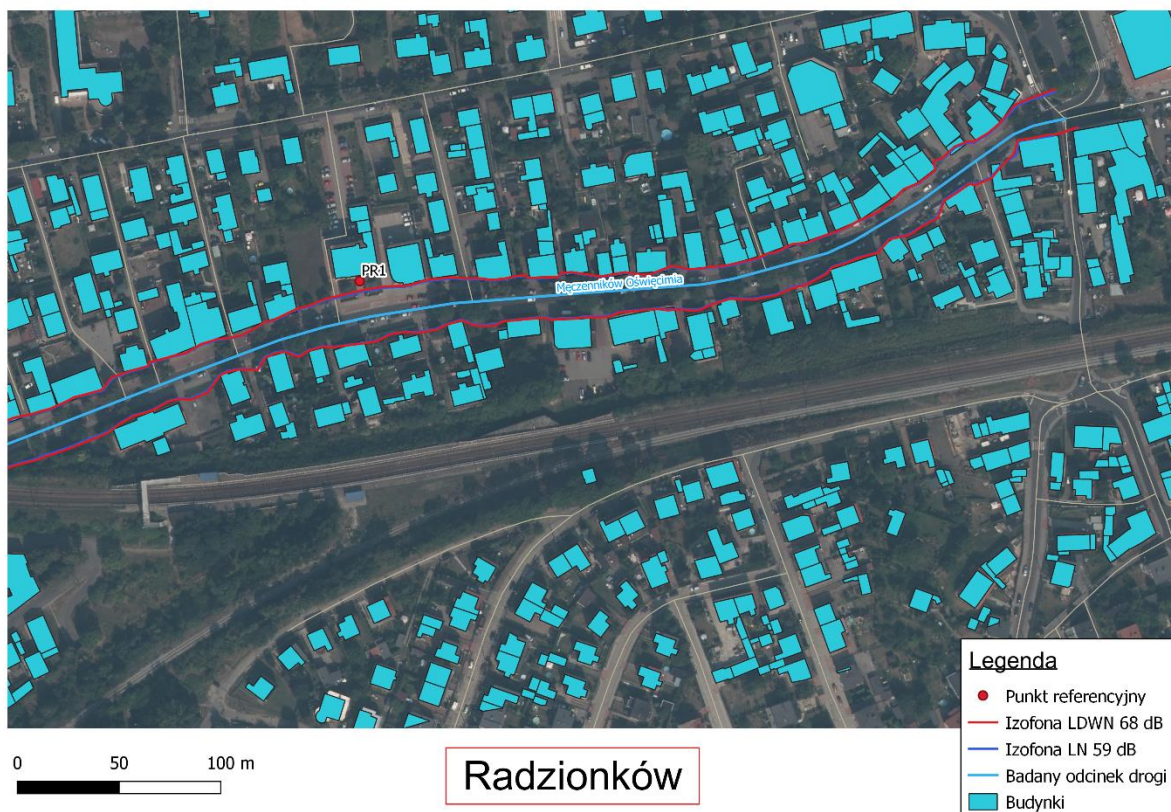 PR1
Męczenników Oświęcimia
Legenda
Punkt referencyjny
Izofona LDWN 68 dB
Izofona LN 59 dB
Badany odcinek drogi
Budynki
0 50 100 m
Radzionków